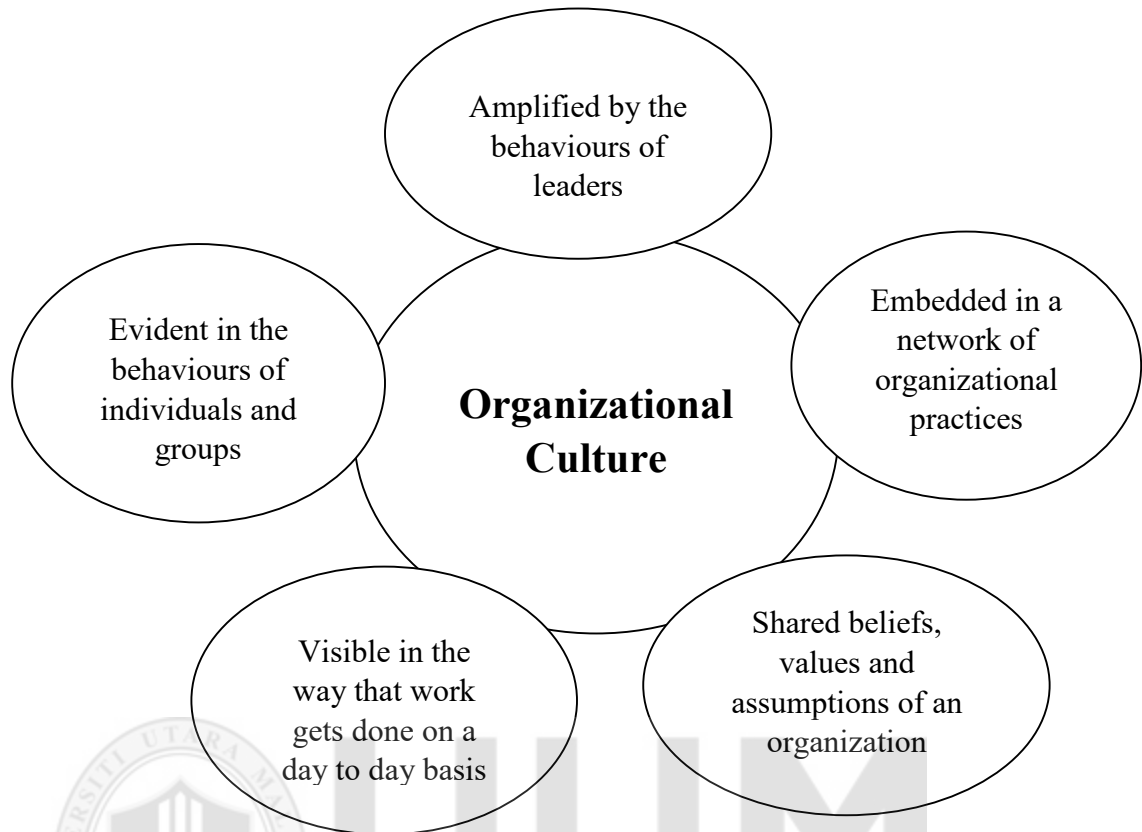 Amplified by the
behaviours of
leaders
Evident in the
behaviours of
individuals and
groups
Embedded in a
network of
organizational
practices
Organizational
Culture
Visible in the
way that work
gets done on a
day to day basis
Shared beliefs,
values and
assumptions of an
organization
UTARA
UUM